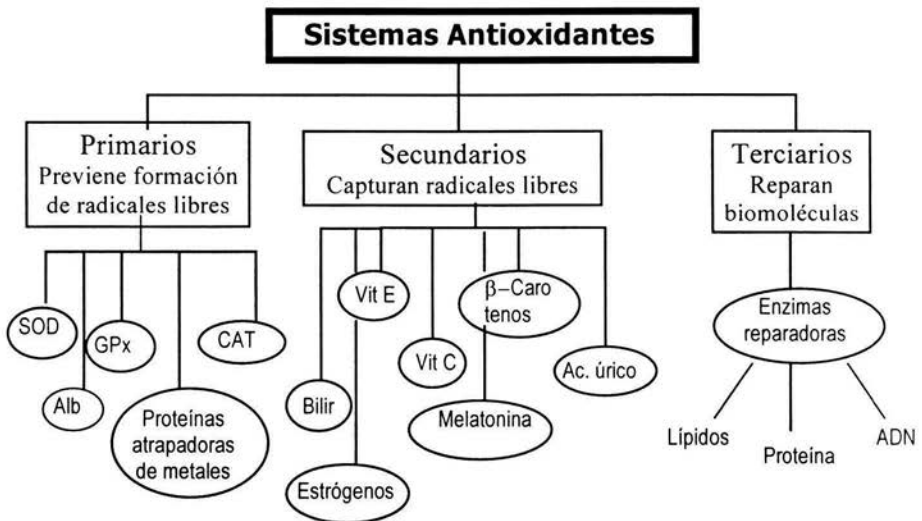 Sistemas Antioxidantes
Primarios
Previene formación
de radicales libres
Secundarios
Capturan radicales libres
Terciarios
Reparan
biomoléculas
SOD
Alb
GPx
Proteínas
atrapadoras
de metales
CAT
Bilir
Vit E
Estrógenos
Vit C
β–Caro
tenos
Melatonina
Ac. úrico
Enzimas
reparadoras
Lípidos
Proteína
ADN